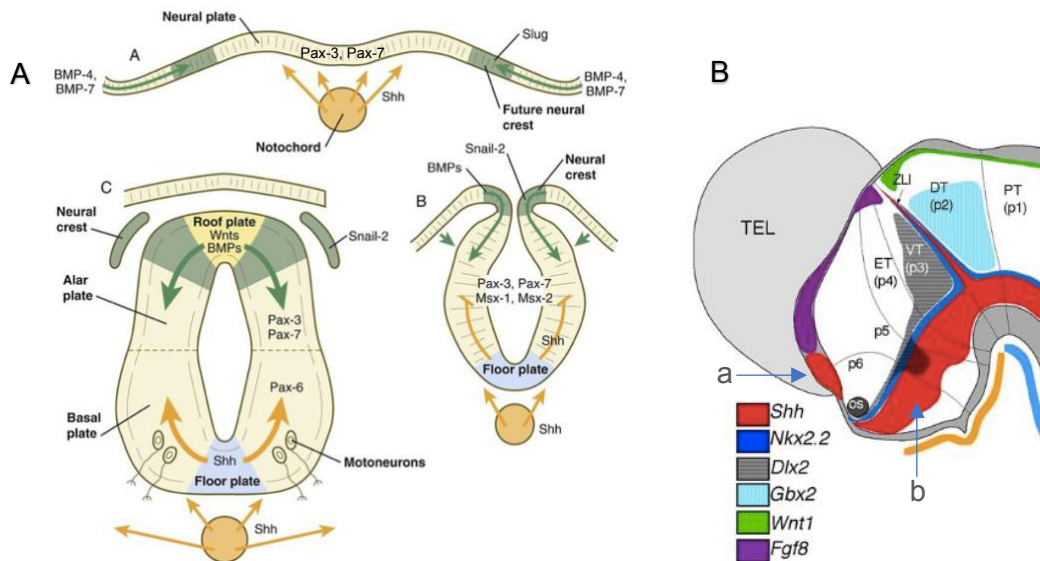 A
Neural plate
A
Pax-3, Pax-7
Slug
BMP-4,
BMP-7
BMP-4,
BMP-7
Shh
Future neural
crest
Notochord
C
Neural
crest
Roof plate
Wnts
BMPs
Snail-2
Alar
plate
Pax-3
Pax-7
Pax-6
Basal
plate
Shh
Floor plate
Motoneurons
Shh
Snail-2
BMPs
Neural
crest
B
Pax-3, Pax-7
Msx-1, Msx-2
Shh
Floor plate
Shh
B
ZLI
DT
(p2)
PT
(p1)
TEL
VT
(p3)
ET
(p4)
p5
p6
a
os
b
Shh
Nkx2.2
Dlx2
Gbx2
Wnt1
Fgf8